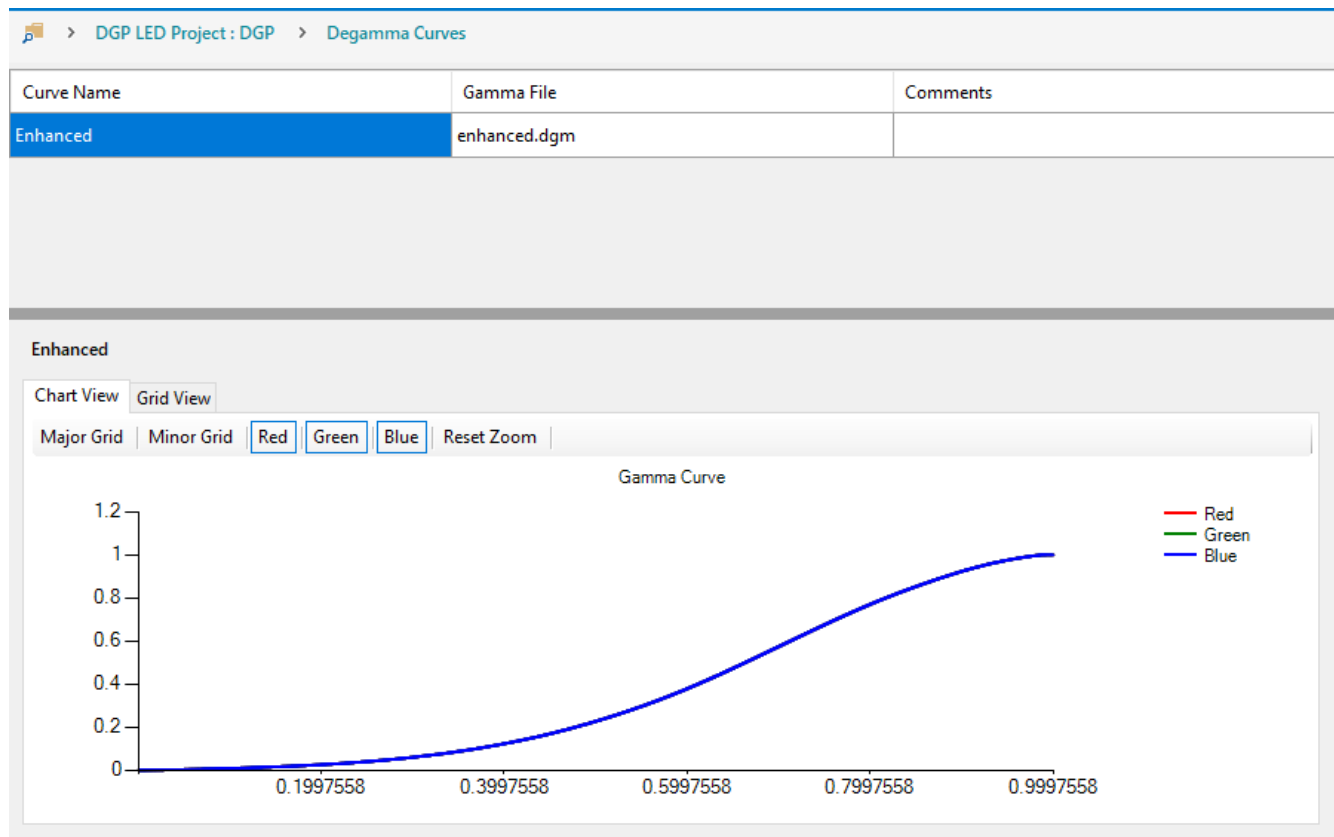 > DGP LED Project : DGP > Degamma Curves
Curve Name Gamma File Comments
Enhanced enhanced.dgm
Enhanced
Chart View Grid View
Major Grid Minor Grid Red Green Blue Reset Zoom
Gamma Curve
1.2
1
0.8
0.6
0.4
0.2
0
0.1997558 0.3997558 0.5997558 0.7997558 0.9997558
Red
Green
Blue